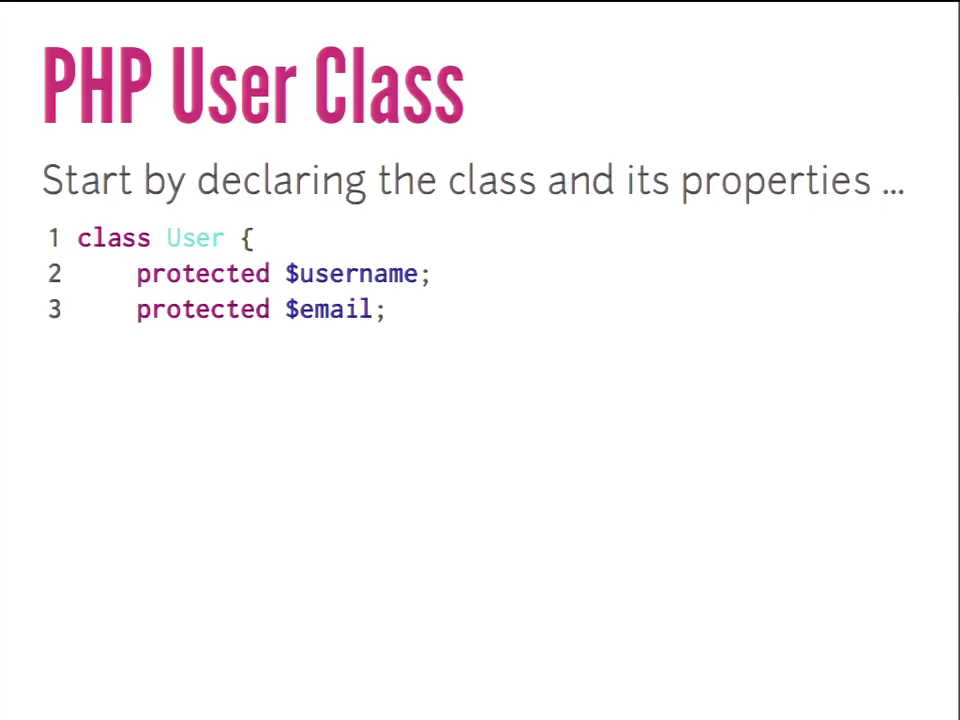 PHP User Class
Start by declaring the class and its properties ...
1 class User {
2     protected $username;
3     protected $email;